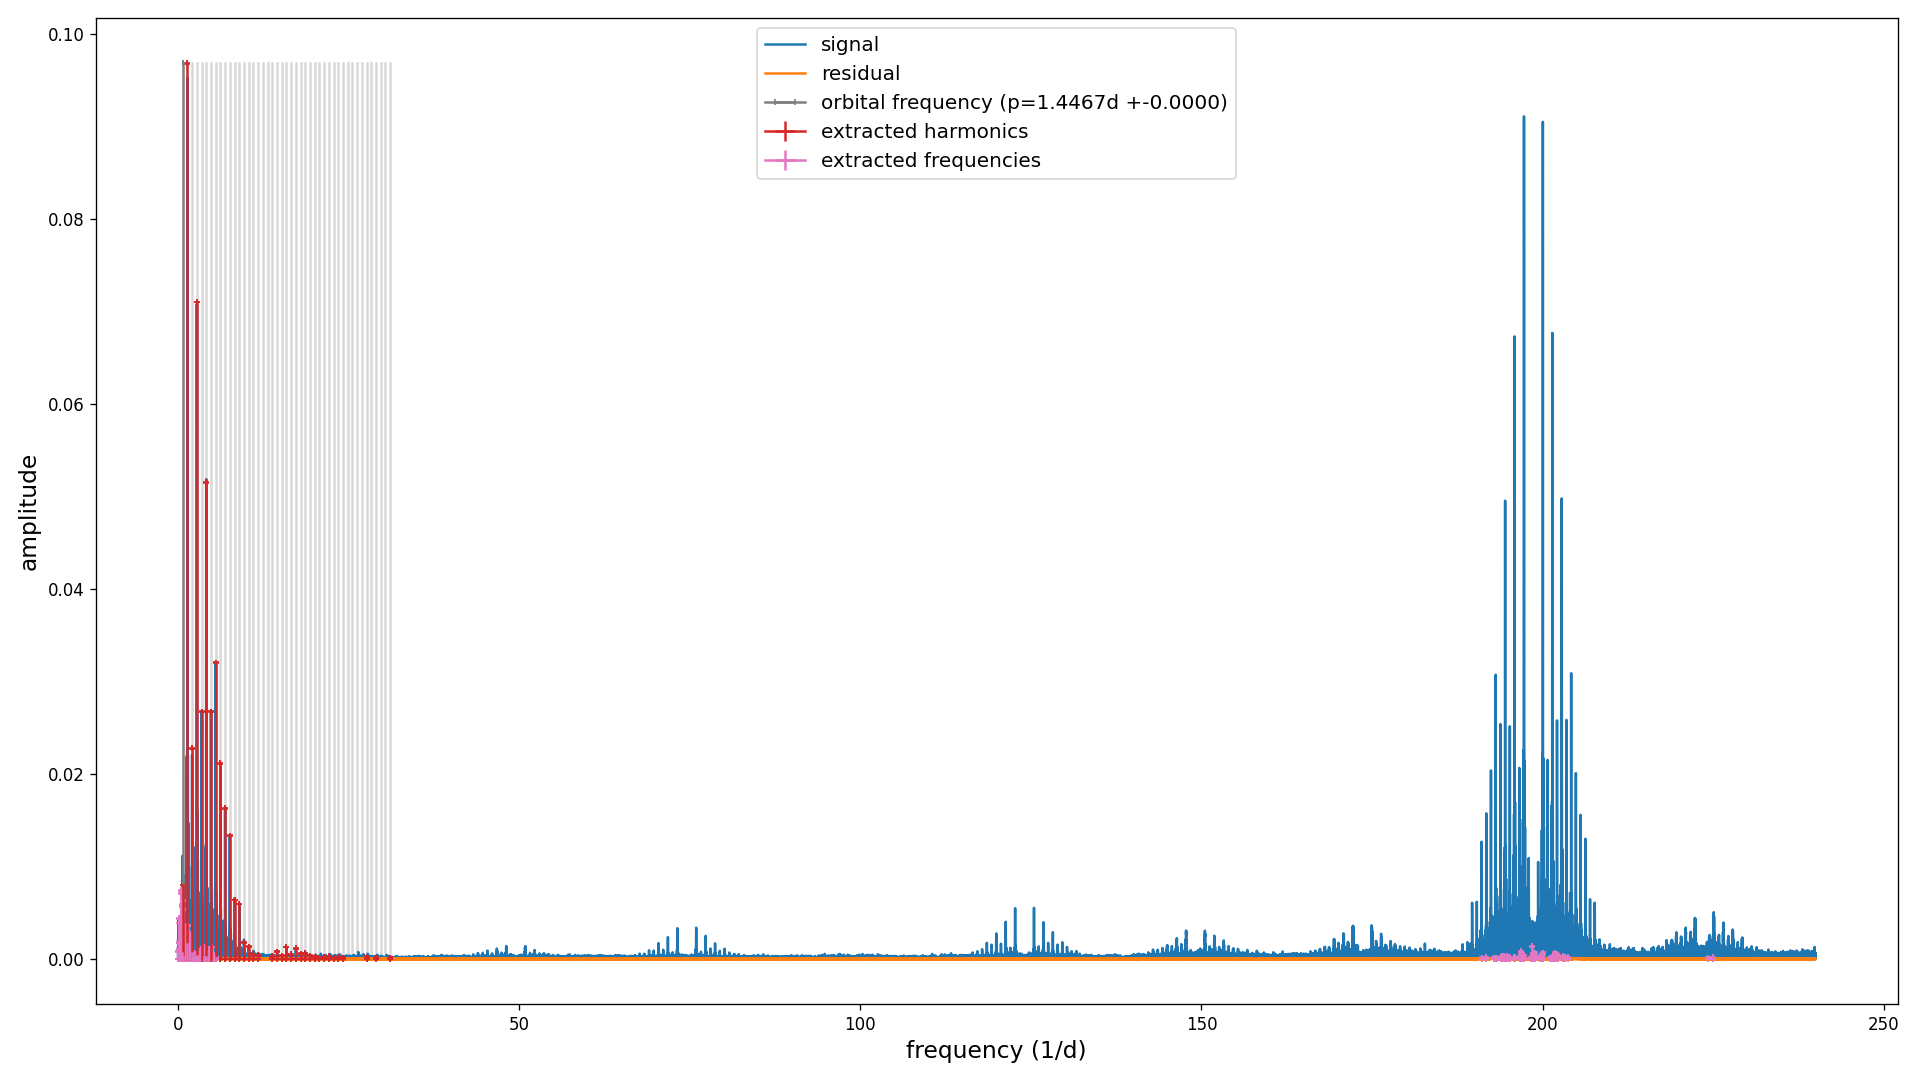 signal
residual
orbital frequency (p=1.4467d +-0.0000)
extracted harmonics
extracted frequencies
0.10
0.08
0.06
0.04
0.02
0.00
amplitude
0
50
100
150
200
250
frequency (1/d)